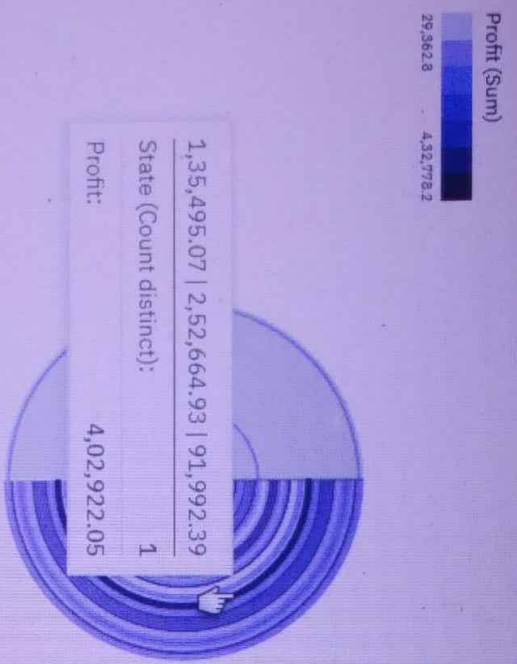 Profit (Sum)
29,362.8 4,32,778.2
1,35,495.07 | 2,52,664.93 | 91,992.39
State (Count distinct): 1
Profit: 4,02,922.05